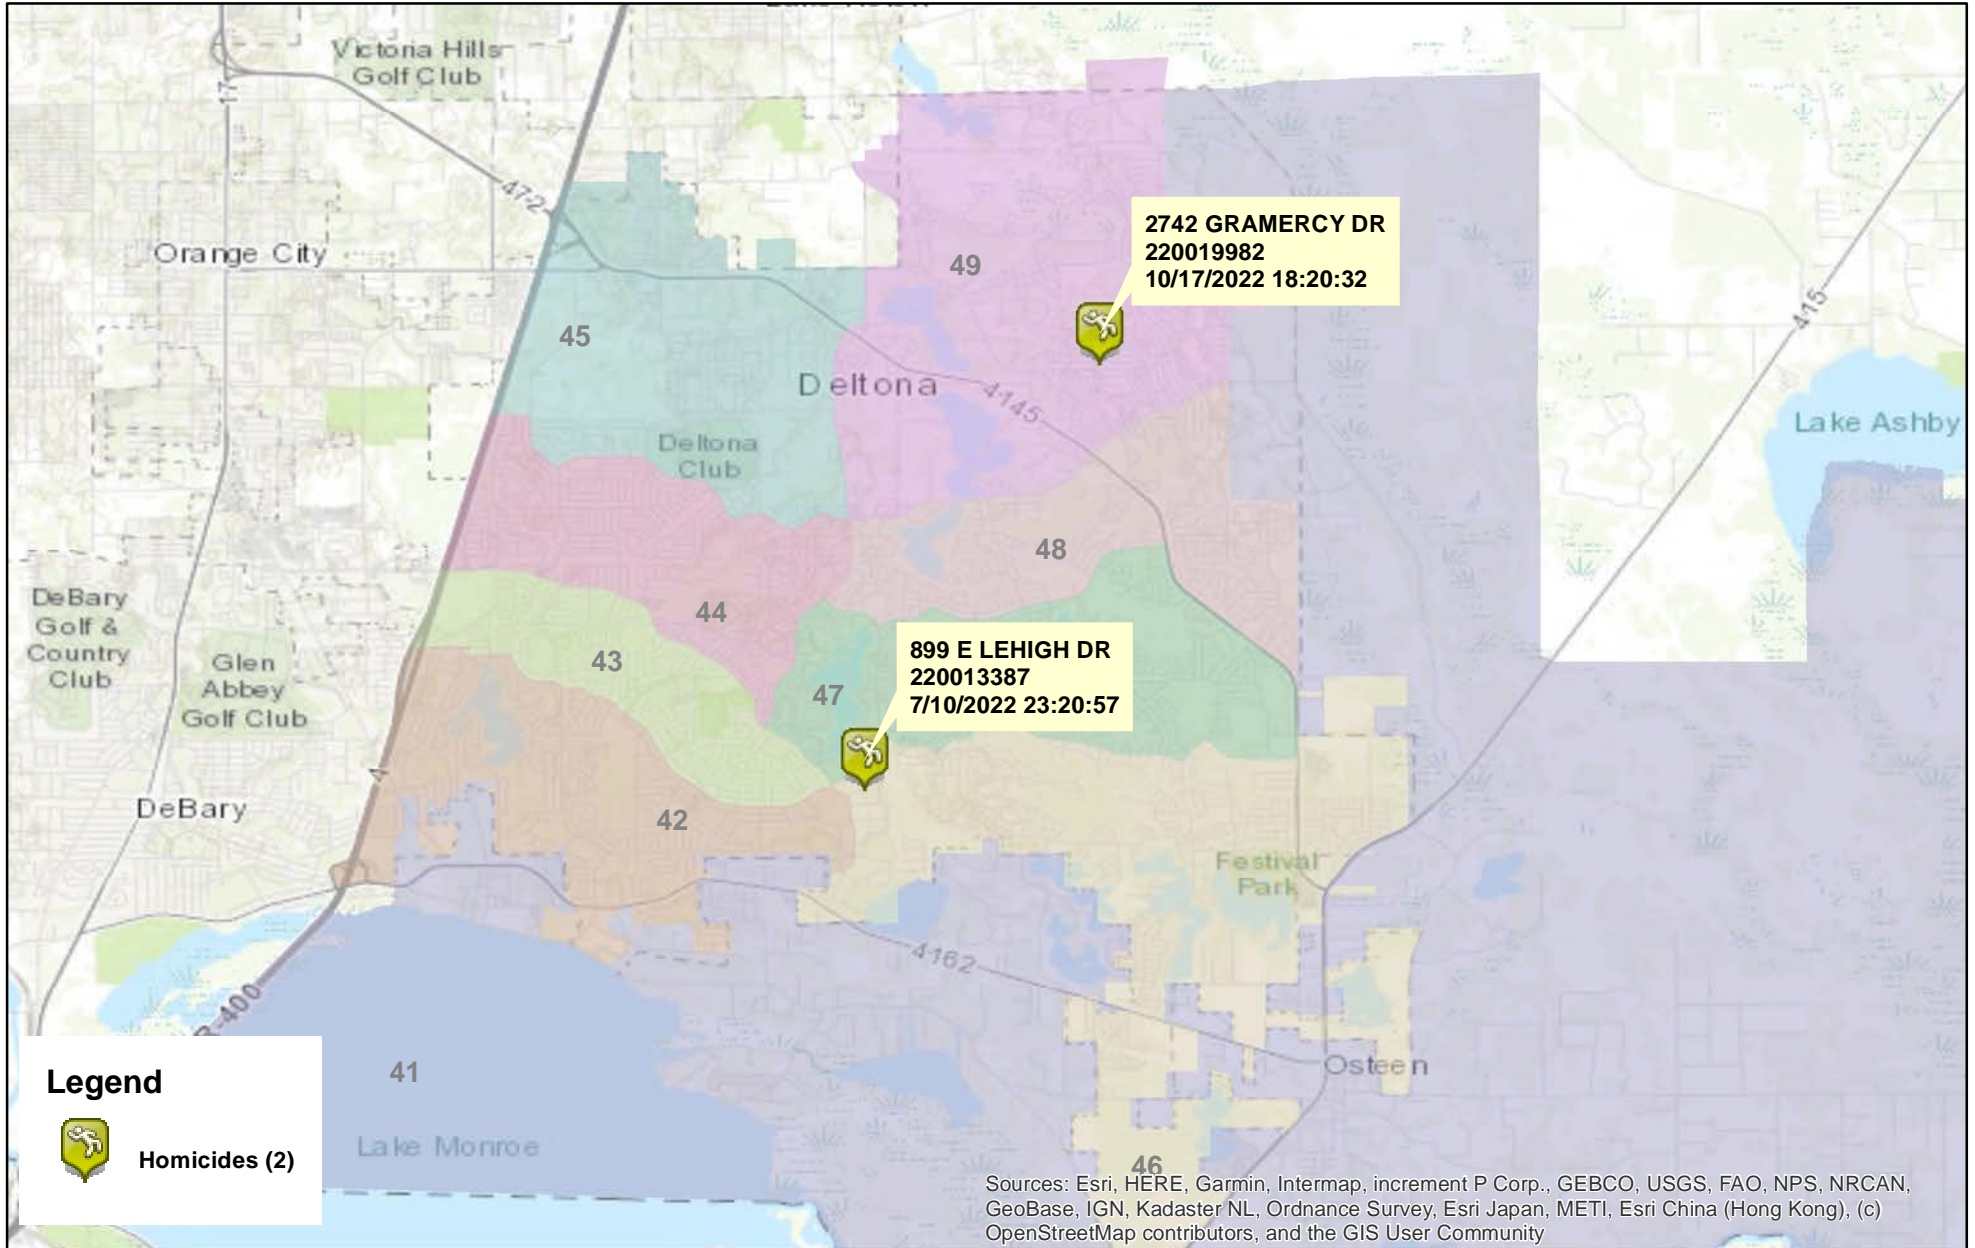 Victoria Hills
Golf Club
17
472
Orange City
49
2742 GRAMERCY DR
220019982
10/17/2022 18:20:32
45
415
Deltona
4145
Lake Ashby
Deltona
Club
48
DeBary
Golf &
Country
Club
44
43
Glen
Abbey
Golf Club
47
899 E LEHIGH DR
220013387
7/10/2022 23:20:57
4
DeBary
42
Festival
Park
4162
R-400
41
Osteen
Legend
Homicides (2)
Lake Monroe
46
Sources: Esri, HERE, Garmin, Intermap, increment P Corp., GEBCO, USGS, FAO, NPS, NRCAN,
GeoBase, IGN, Kadaster NL, Ordnance Survey, Esri Japan, METI, Esri China (Hong Kong), (c)
OpenStreetMap contributors, and the GIS User Community